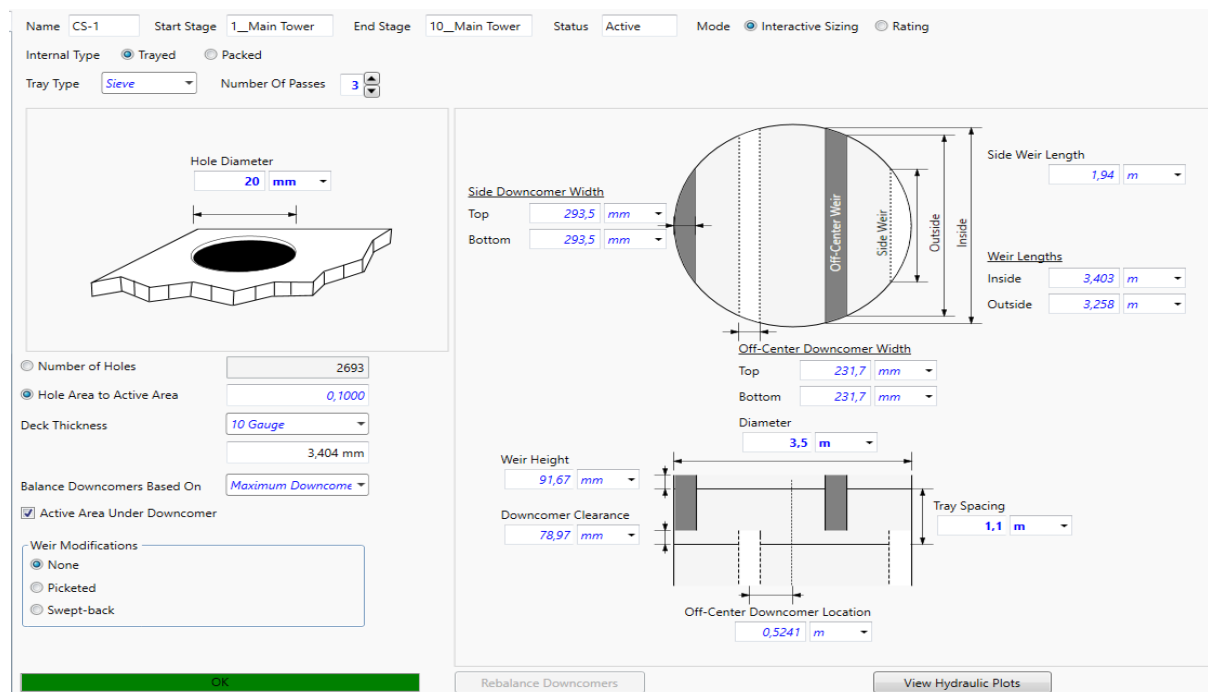 Name CS-1 Start Stage 1__Main Tower End Stage 10__Main Tower Status Active Mode Interactive Sizing Rating
Internal Type Trayed Packed
Tray Type Sieve Number Of Passes 3
Hole Diameter
20 mm
Number of Holes 2693
Hole Area to Active Area 0,1000
Deck Thickness 10 Gauge
3,404 mm
Balance Downcomers Based On Maximum Downcome
Active Area Under Downcomer
Weir Modifications
None
Picketed
Swept-back
OK
Side Downcomer Width
Top 293,5 mm
Bottom 293,5 mm
Off-Center Weir
Side Weir
Outside
Inside
Side Weir Length
1,94 m
Weir Lengths
Inside 3,403 m
Outside 3,258 m
Off-Center Downcomer Width
Top 231,7 mm
Bottom 231,7 mm
Diameter
3,5 m
Weir Height
91,67 mm
Downcomer Clearance
78,97 mm
Tray Spacing
1,1 m
Off-Center Downcomer Location
0,5241 m
Rebalance Downcomers View Hydraulic Plots